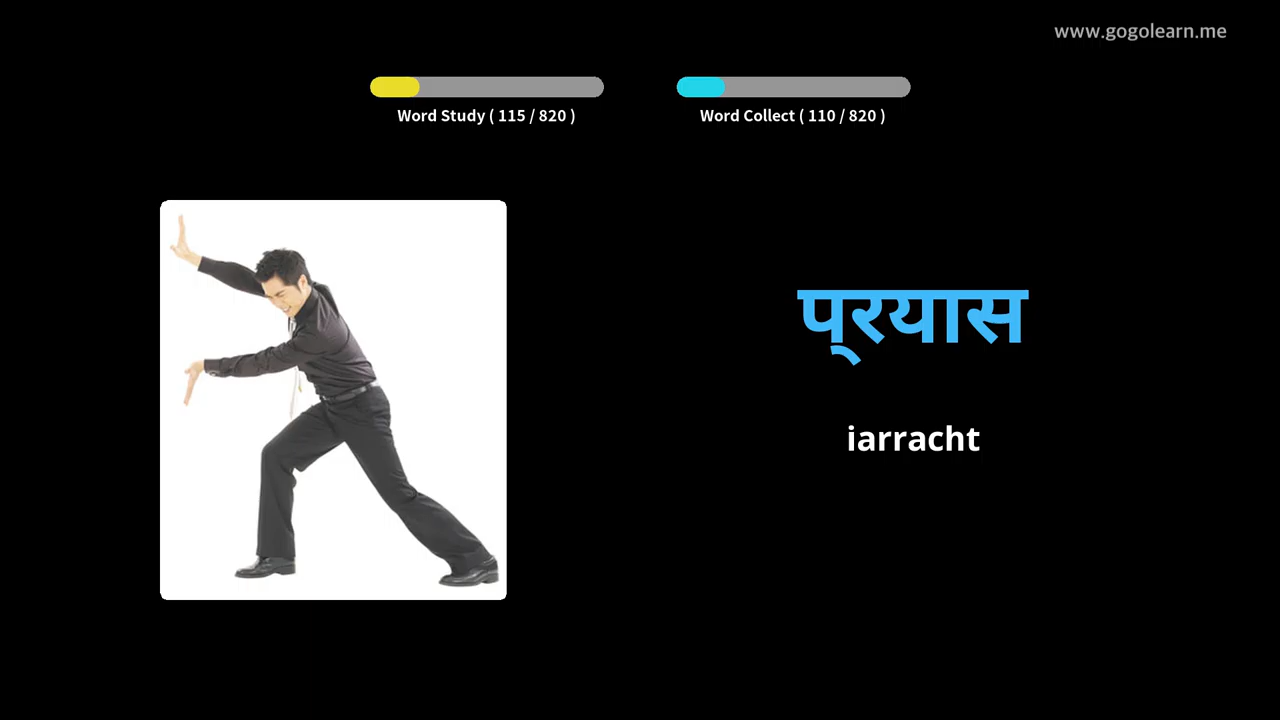 www.gogolearn.me
Word Study ( 115 / 820 )
Word Collect ( 110 / 820 )
प्रयास
iarracht